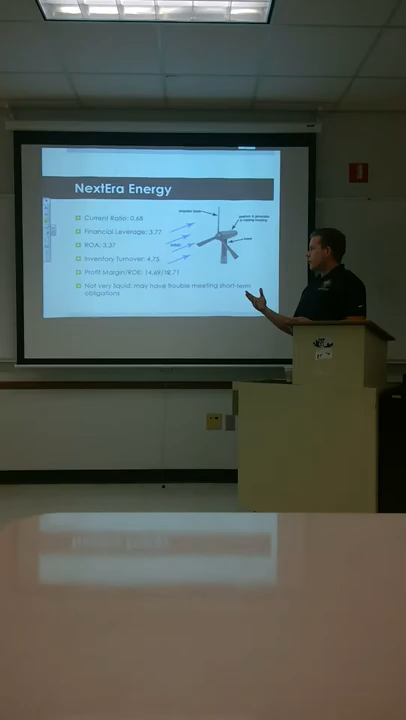 NextEra Energy
Current Ratio: 0.68
Financial Leverage: 3.77
ROA: 3.37
Inventory Turnover: 4.75
Profit Margin/ROE: 14.69/12.71
Not very liquid; may have trouble meeting short-term
obligations